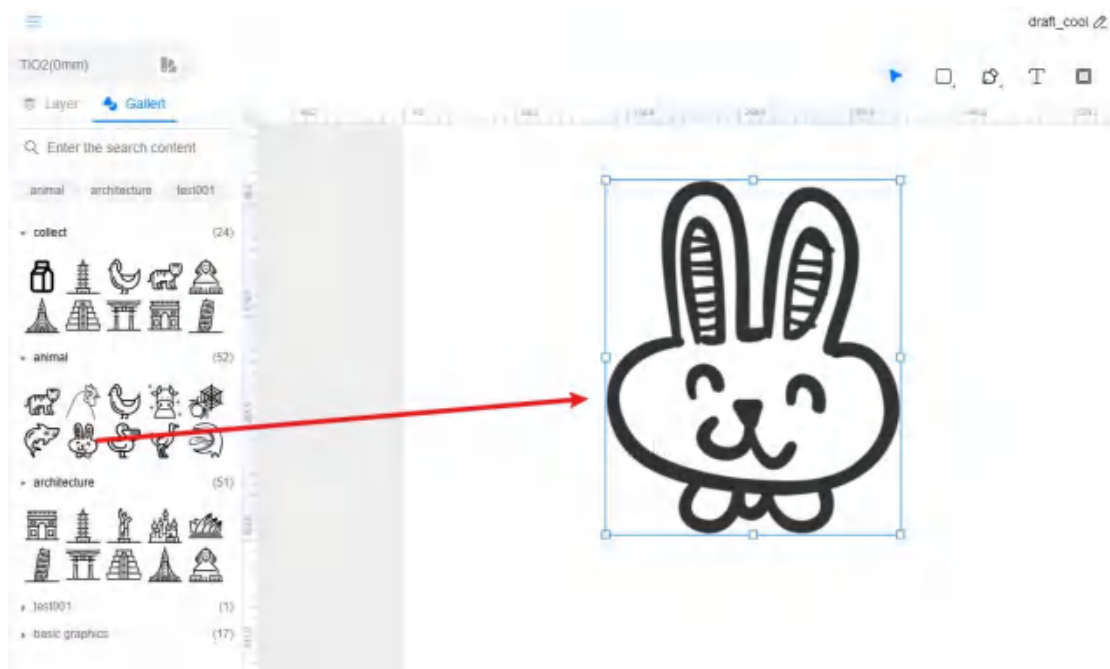 draft_cool
TiO2(0mm)
Layer Gallert
Enter the search content
animal architecture test001
collect (24)
animal (52)
architecture (51)
test001 (1)
basic graphics (17)